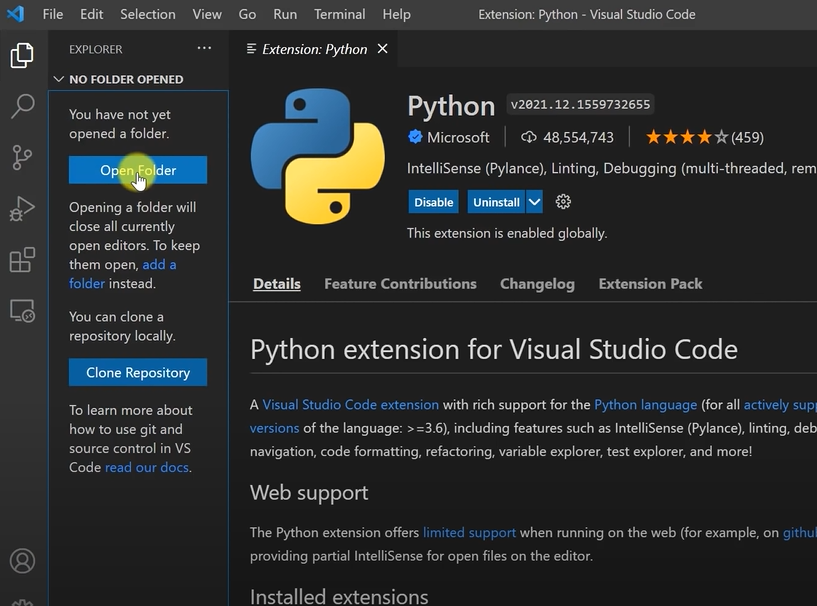 File Edit Selection View Go Run Terminal Help Extension: Python - Visual Studio Code
EXPLORER ...
NO FOLDER OPENED
You have not yet
opened a folder.
Open Folder
Opening a folder will
close all currently
open editors. To keep
them open, add a
folder instead.
You can clone a
repository locally.
Clone Repository
To learn more about
how to use git and
source control in VS
Code read our docs.
Extension: Python
Python v2021.12.1559732655
Microsoft 48,554,743 (459)
IntelliSense (Pylance), Linting, Debugging (multi-threaded, rem
Disable Uninstall
This extension is enabled globally.
Details Feature Contributions Changelog Extension Pack
Python extension for Visual Studio Code
A Visual Studio Code extension with rich support for the Python language (for all actively sup
versions of the language: >=3.6), including features such as IntelliSense (Pylance), linting, deb
navigation, code formatting, refactoring, variable explorer, test explorer, and more!
Web support
The Python extension offers limited support when running on the web (for example, on githu
providing partial IntelliSense for open files on the editor.
Installed extensions